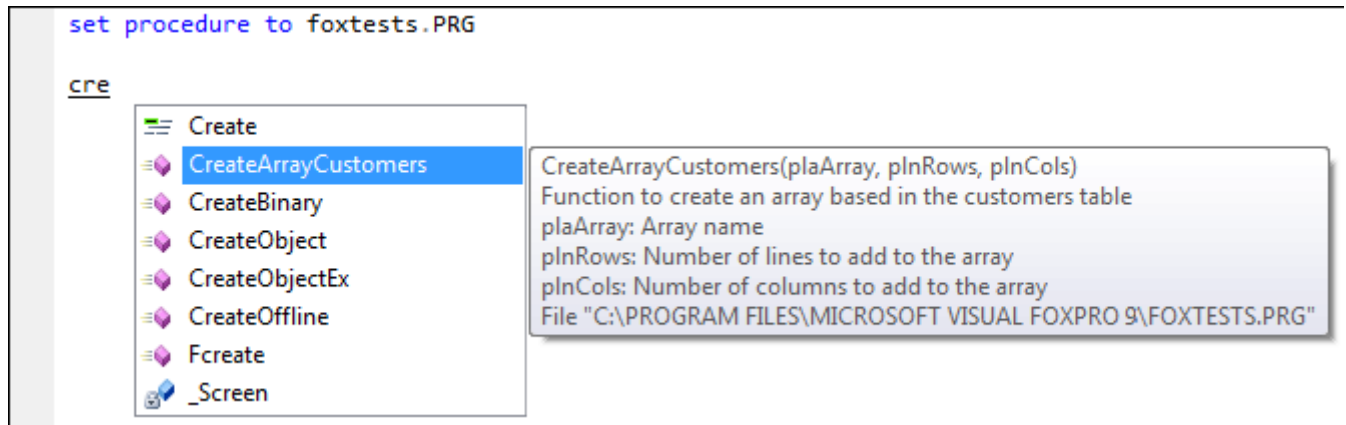 set procedure to foxtests.PRG
cre
Create
CreateArrayCustomers
CreateBinary
CreateObject
CreateObjectEx
CreateOffline
Fcreate
_Screen
CreateArrayCustomers(plaArray, plnRows, plnCols)
Function to create an array based in the customers table
plaArray: Array name
plnRows: Number of lines to add to the array
plnCols: Number of columns to add to the array
File "C:\PROGRAM FILES\MICROSOFT VISUAL FOXPRO 9\FOXTESTS.PRG"